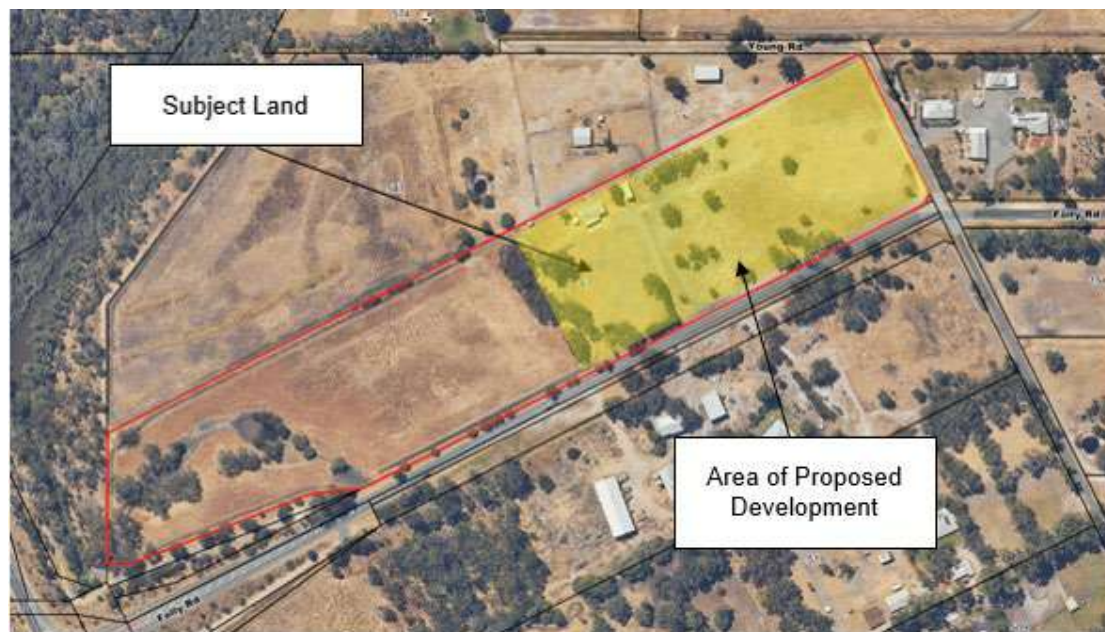 Young Rd
Subject Land
Folly Rd
Area of Proposed
Development
Folly Rd